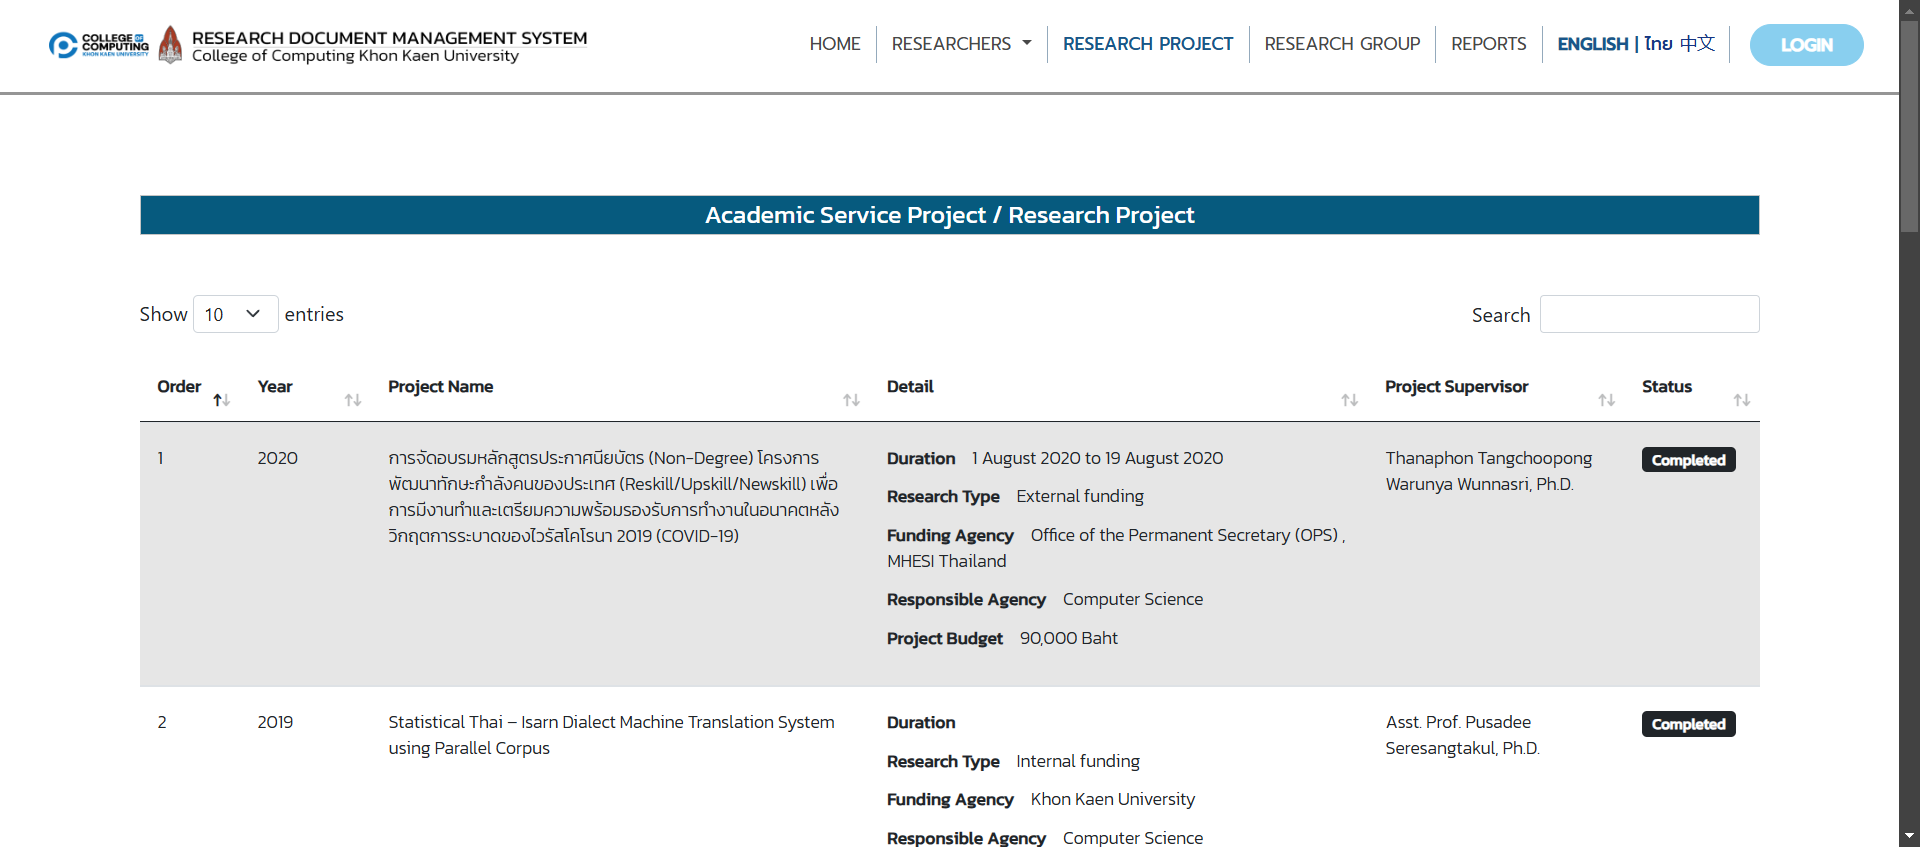 COLLEGE OF
COMPUTING
KHON KAEN UNIVERSITY
RESEARCH DOCUMENT MANAGEMENT SYSTEM
College of Computing Khon Kaen University
HOME
RESEARCHERS
RESEARCH PROJECT
RESEARCH GROUP
REPORTS
ENGLISH | ไทย 中文
LOGIN
Academic Service Project / Research Project
Show 10 entries
Search
Order Year Project Name Detail Project Supervisor Status
1
2020
การจัดอบรมหลักสูตรประกาศนียบัตร (Non-Degree) โครงการ
พัฒนาทักษะกำลังคนของประเทศ (Reskill/Upskill/Newskill) เพื่อ
การมีงานทำและเตรียมความพร้อมรองรับการทำงานในอนาคตหลัง
วิกฤตการระบาดของไวรัสโคโรนา 2019 (COVID-19)
Duration 1 August 2020 to 19 August 2020
Research Type External funding
Funding Agency Office of the Permanent Secretary (OPS) ,
MHESI Thailand
Responsible Agency Computer Science
Project Budget 90,000 Baht
Thanaphon Tangchoopong
Warunya Wunnasri, Ph.D.
Completed
2
2019
Statistical Thai – Isarn Dialect Machine Translation System
using Parallel Corpus
Duration
Research Type Internal funding
Funding Agency Khon Kaen University
Responsible Agency Computer Science
Asst. Prof. Pusadee
Seresangtakul, Ph.D.
Completed